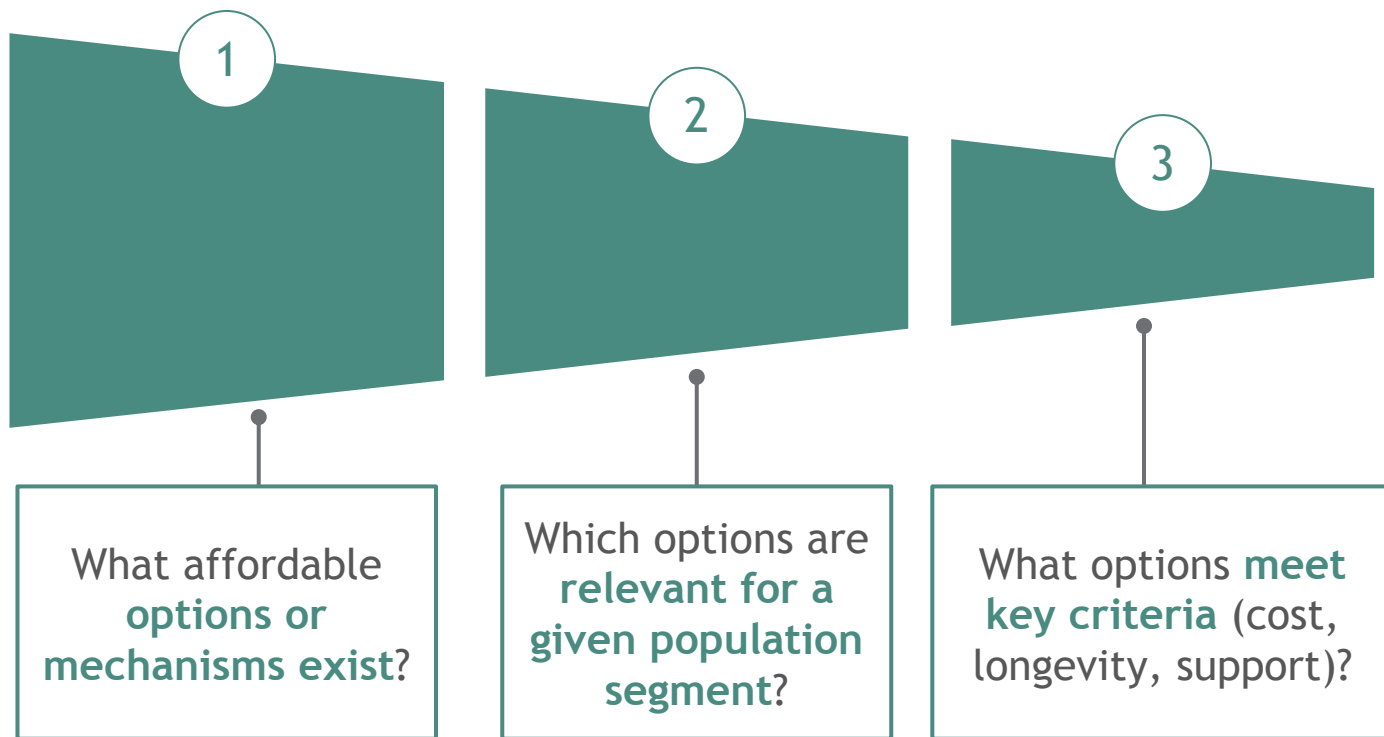 1
2
3
What affordable
options or
mechanisms exist?
Which options are
relevant for a
given population
segment?
What options meet
key criteria (cost,
longevity, support)?